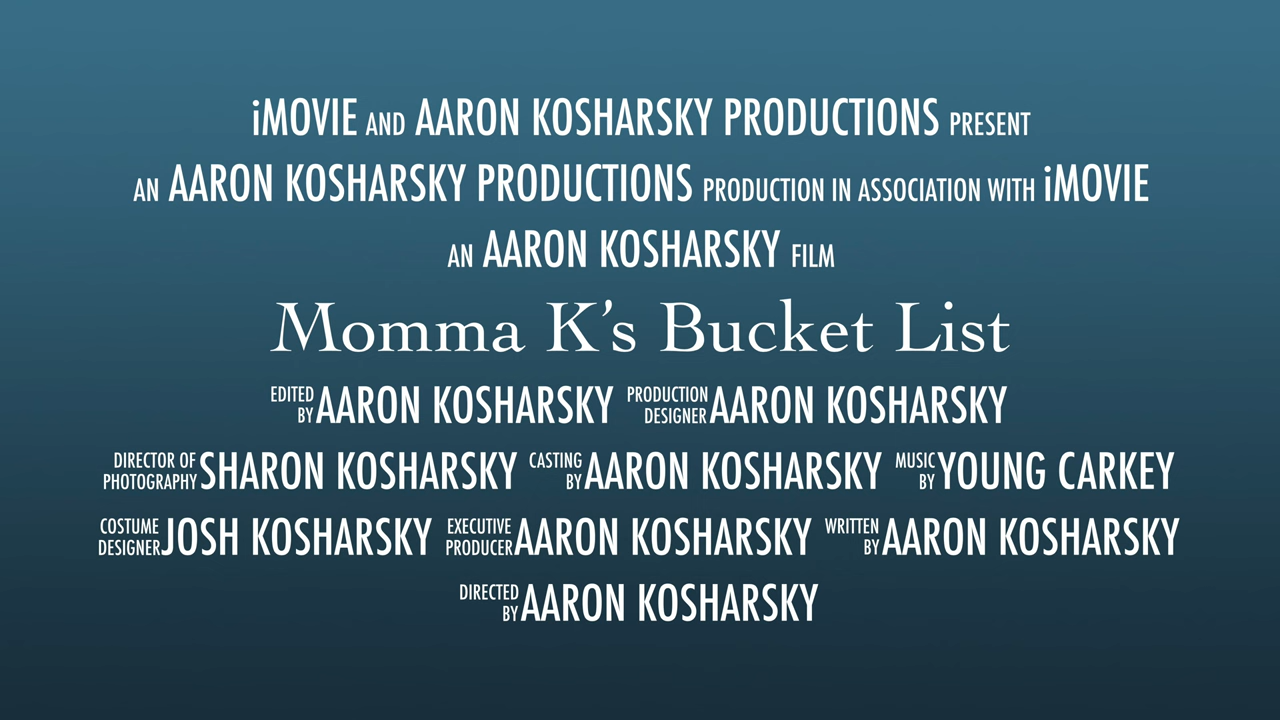 iMOVIE AND AARON KOSHARSKY PRODUCTIONS PRESENT
AN AARON KOSHARSKY PRODUCTIONS PRODUCTION IN ASSOCIATION WITH iMOVIE
AN AARON KOSHARSKY FILM
Momma K's Bucket List
EDITED BY AARON KOSHARSKY PRODUCTION DESIGNER AARON KOSHARSKY
DIRECTOR OF PHOTOGRAPHY SHARON KOSHARSKY CASTING BY AARON KOSHARSKY MUSIC BY YOUNG CARKEY
COSTUME DESIGNER JOSH KOSHARSKY EXECUTIVE PRODUCER AARON KOSHARSKY WRITTEN BY AARON KOSHARSKY
DIRECTED BY AARON KOSHARSKY